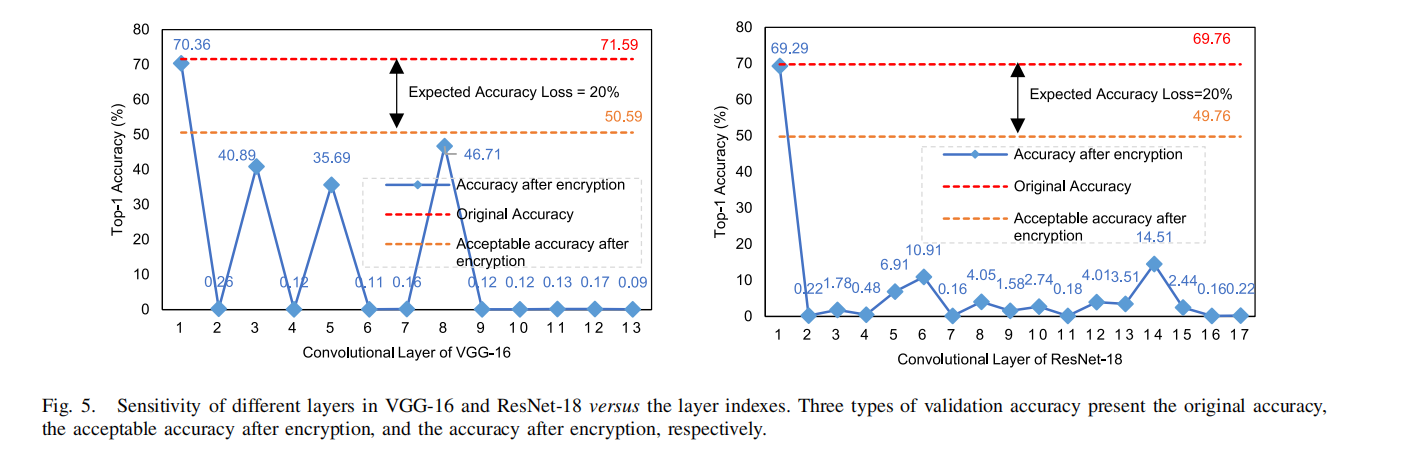 80
70
60
50
40
30
20
10
0
Top-1 Accuracy (%)
70.36
71.59
Expected Accuracy Loss = 20%
50.59
40.89
35.69
46.71
Accuracy after encryption
Original Accuracy
Acceptable accuracy after
encryption
0.26
0.12
0.11
0.16
0.12
0.12
0.13
0.17
0.09
1 2 3 4 5 6 7 8 9 10 11 12 13
Convolutional Layer of VGG-16
80
70
60
50
40
30
20
10
0
Top-1 Accuracy (%)
69.29
69.76
Expected Accuracy Loss=20%
49.76
Accuracy after encryption
Original Accuracy
Acceptable accuracy after
encryption
0.22
1.78
0.48
6.91
10.91
0.16
4.05
1.58
2.74
0.18
4.01
3.51
14.51
2.44
0.16
0.22
1 2 3 4 5 6 7 8 9 10 11 12 13 14 15 16 17
Convolutional Layer of ResNet-18
Fig. 5. Sensitivity of different layers in VGG-16 and ResNet-18 versus the layer indexes. Three types of validation accuracy present the original accuracy,
the acceptable accuracy after encryption, and the accuracy after encryption, respectively.